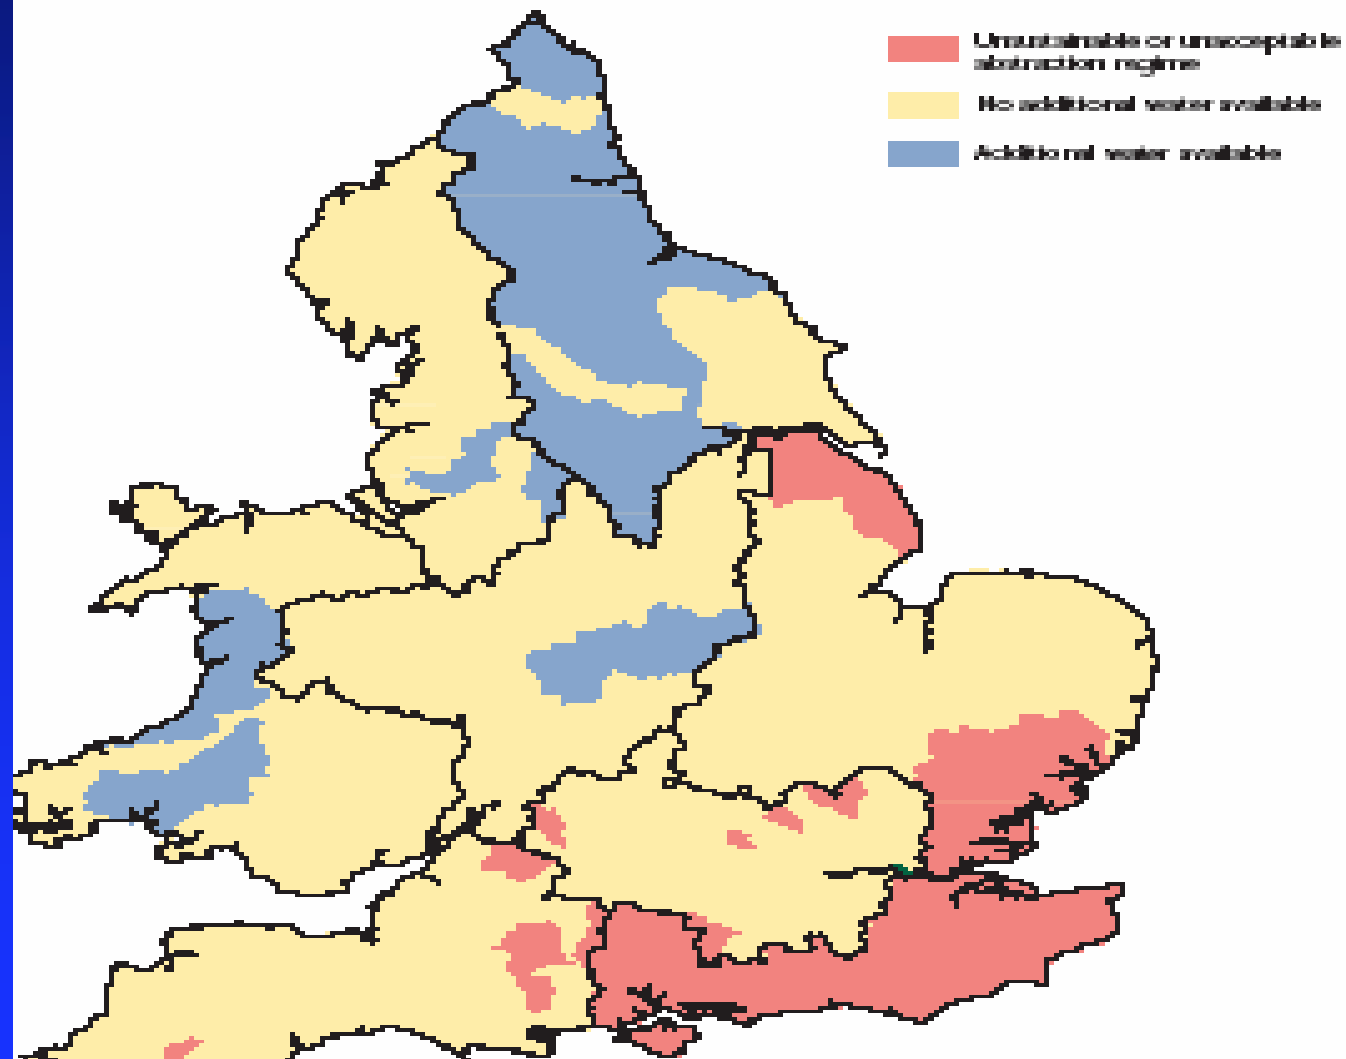 Unsustainable or unacceptable
abstraction regime
No additional water available
Additional water available